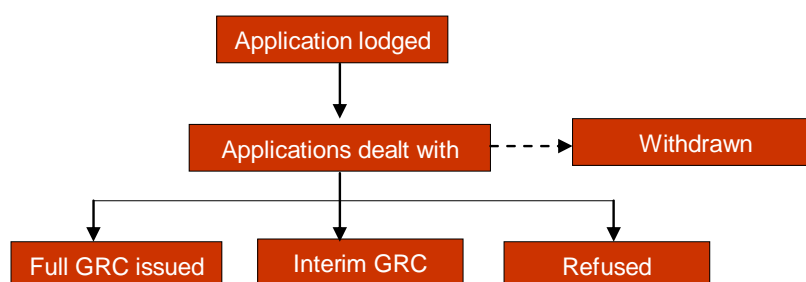 Application lodged
Applications dealt with
Withdrawn
Full GRC issued
Interim GRC
Refused